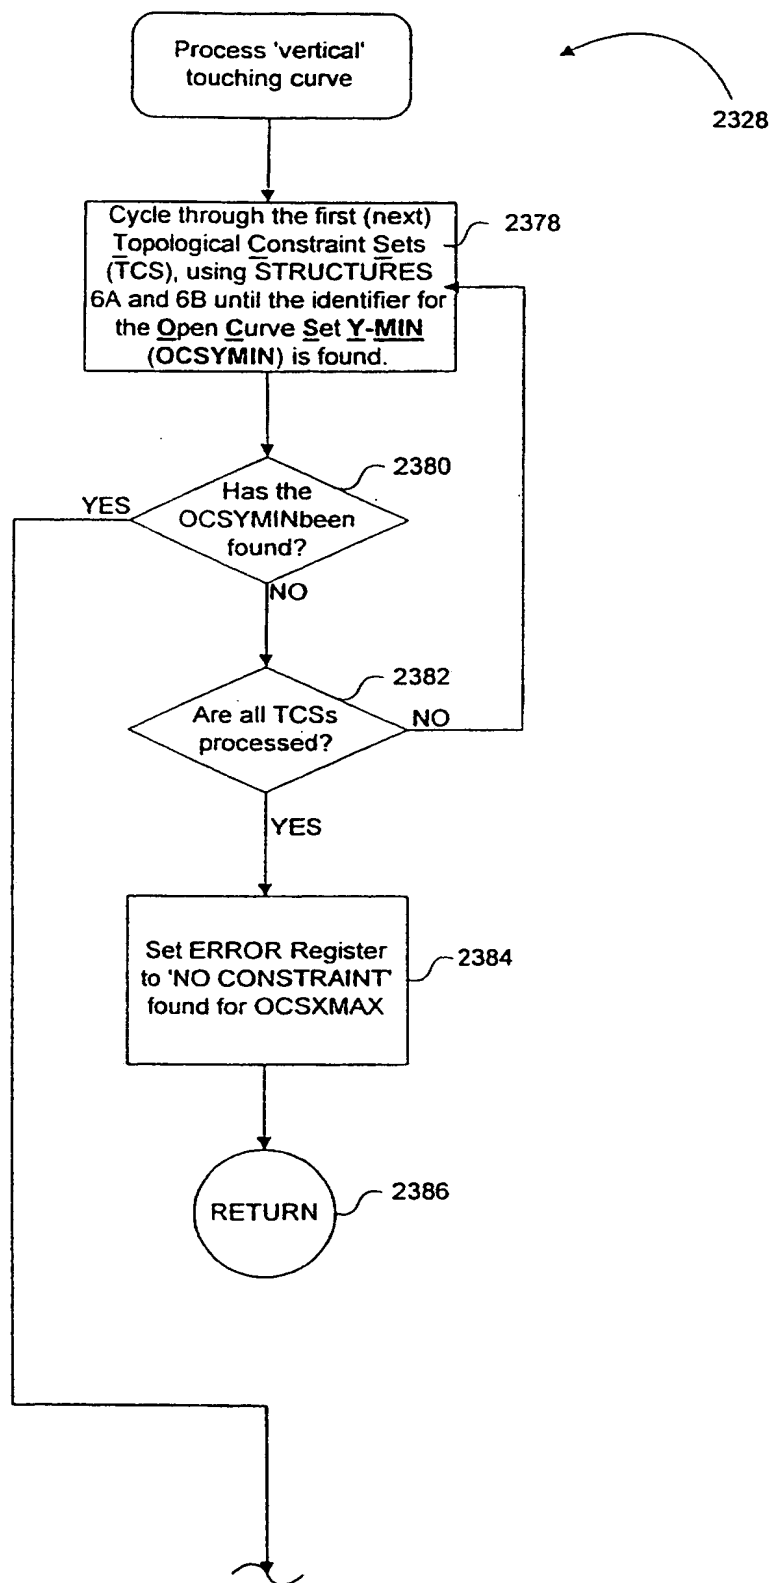 Process 'vertical'
touching curve
2328
Cycle through the first (next)
Topological Constraint Sets
(TCS), using STRUCTURES
6A and 6B until the identifier for
the Open Curve Set Y-MIN
(OCSYMIN) is found.
2378
Has the
OCSYMINbeen
found?
2380
YES
NO
Are all TCSs
processed?
2382
NO
YES
Set ERROR Register
to 'NO CONSTRAINT'
found for OCSXMAX
2384
RETURN
2386